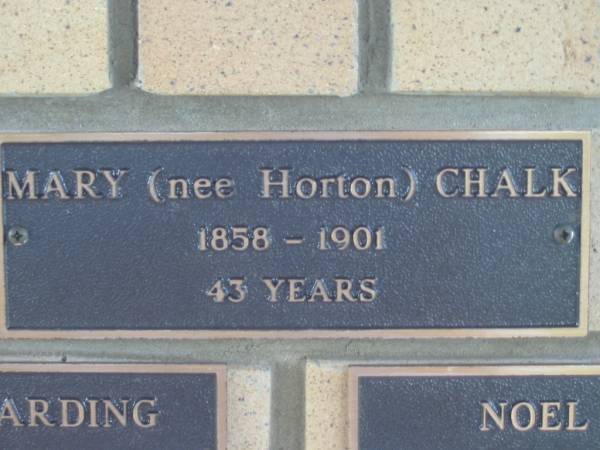 MARY (nee Horton) CHALK
1858 - 1901
43 YEARS
ARDING
NOEL